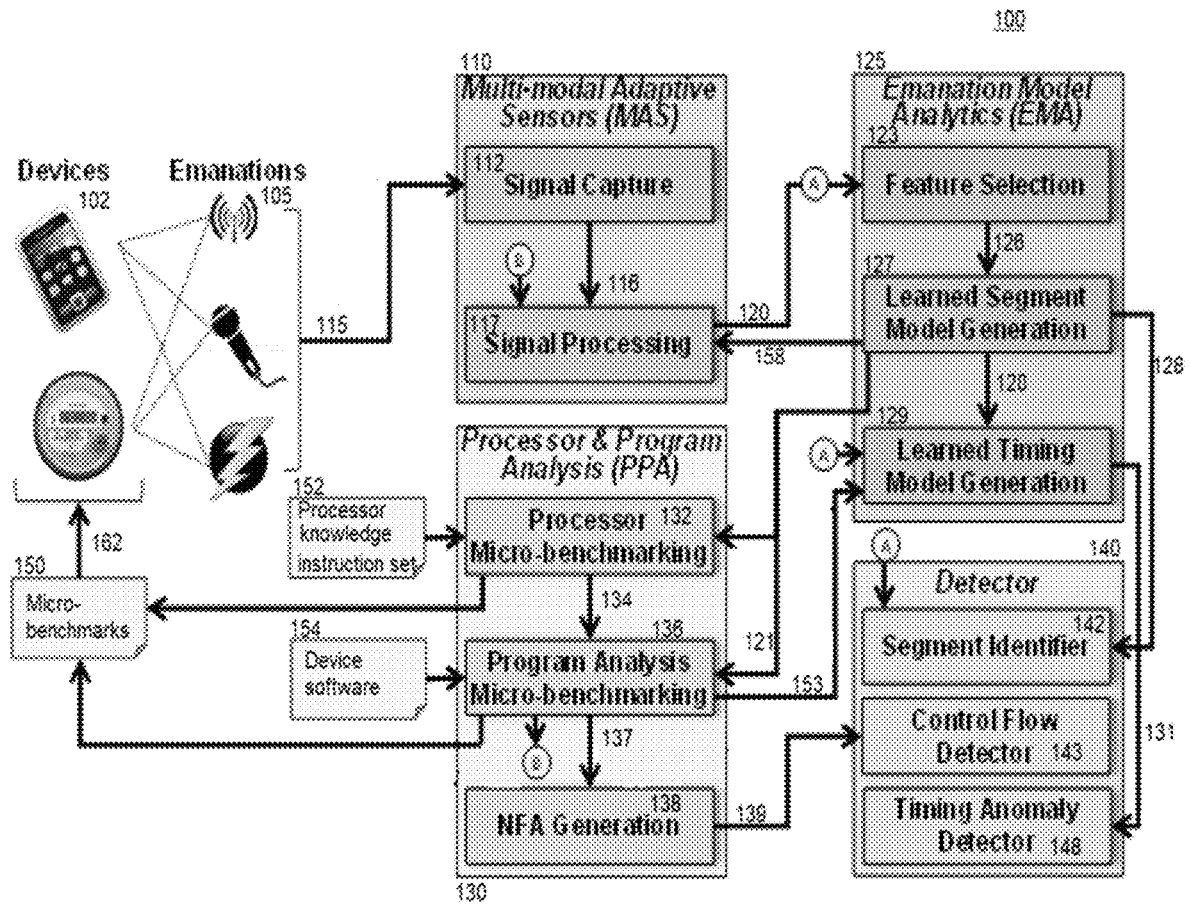 100
110
Multi-modal Adaptive
Sensors (MAS)
112
Signal Capture
116
B
117
Signal Processing
125
Emanation Model
Analytics (EMA)
123
Feature Selection
126
127
Learned Segment
Model Generation
128
129
Learned Timing
Model Generation
Devices
102
Emanations
105
115
120
A
158
128
A
Processor & Program
Analysis (PPA)
152
Processor
knowledge
instruction set
Processor 132
Micro-benchmarking
134
162
150
Micro-
benchmarks
154
Device
software
136
Program Analysis
Micro-benchmarking
121
153
137
B
138
NFA Generation
139
130
A
140
Detector
142
Segment Identifier
Control Flow
Detector 143
131
Timing Anomaly
Detector 148